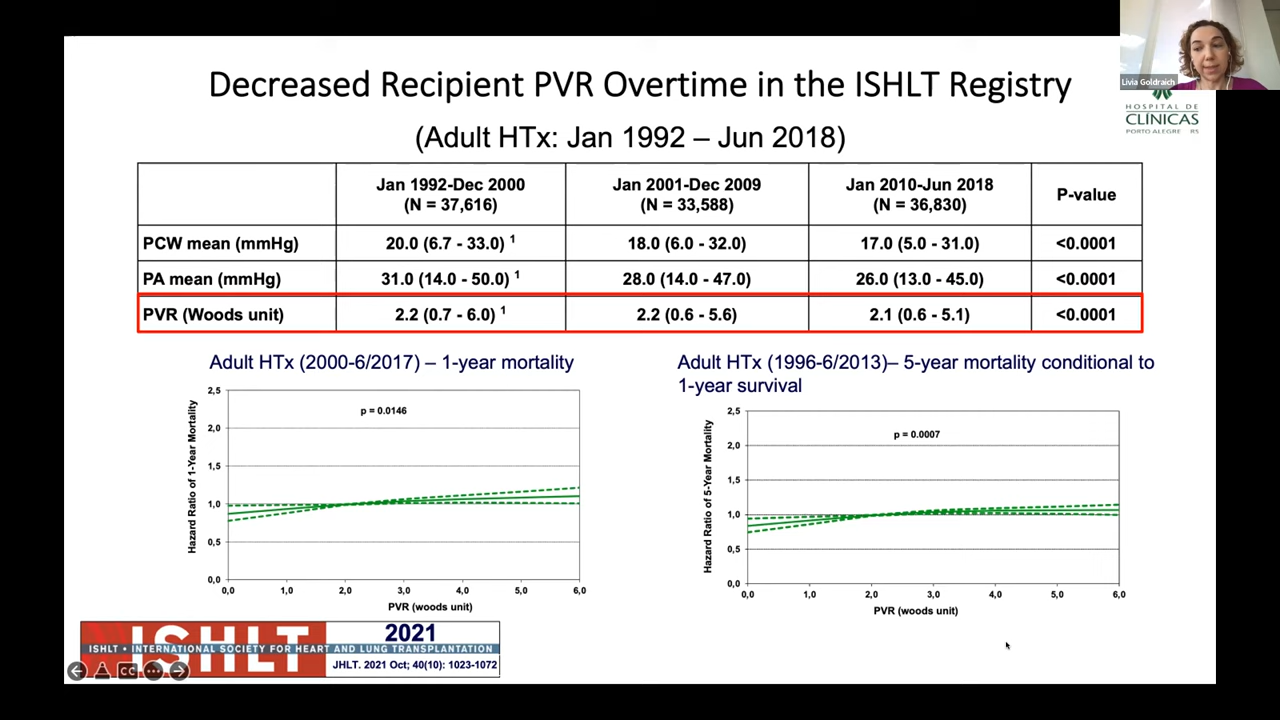 Livia Goldraich
HOSPITAL DE
CLÍNICAS
PORTO ALEGRE RS
Decreased Recipient PVR Overtime in the ISHLT Registry
(Adult HTx: Jan 1992 – Jun 2018)
Jan 1992-Dec 2000 (N = 37,616) Jan 2001-Dec 2009 (N = 33,588) Jan 2010-Jun 2018 (N = 36,830) P-value
PCW mean (mmHg) 20.0 (6.7 - 33.0) 1 18.0 (6.0 - 32.0) 17.0 (5.0 - 31.0) <0.0001
PA mean (mmHg) 31.0 (14.0 - 50.0) 1 28.0 (14.0 - 47.0) 26.0 (13.0 - 45.0) <0.0001
PVR (Woods unit) 2.2 (0.7 - 6.0) 1 2.2 (0.6 - 5.6) 2.1 (0.6 - 5.1) <0.0001
Adult HTx (2000-6/2017) – 1-year mortality
Hazard Ratio of 1-Year Mortality
2,5
2,0
1,5
1,0
0,5
0,0
p = 0.0146
0,0 1,0 2,0 3,0 4,0 5,0 6,0
PVR (woods unit)
Adult HTx (1996-6/2013)– 5-year mortality conditional to
1-year survival
Hazard Ratio of 5-Year Mortality
2,5
2,0
1,5
1,0
0,5
0,0
p = 0.0007
0,0 1,0 2,0 3,0 4,0 5,0 6,0
PVR (woods unit)
ISHLT
2021
ISHLT • INTERNATIONAL SOCIETY FOR HEART AND LUNG TRANSPLANTATION
JHLT. 2021 Oct; 40(10): 1023-1072
CC